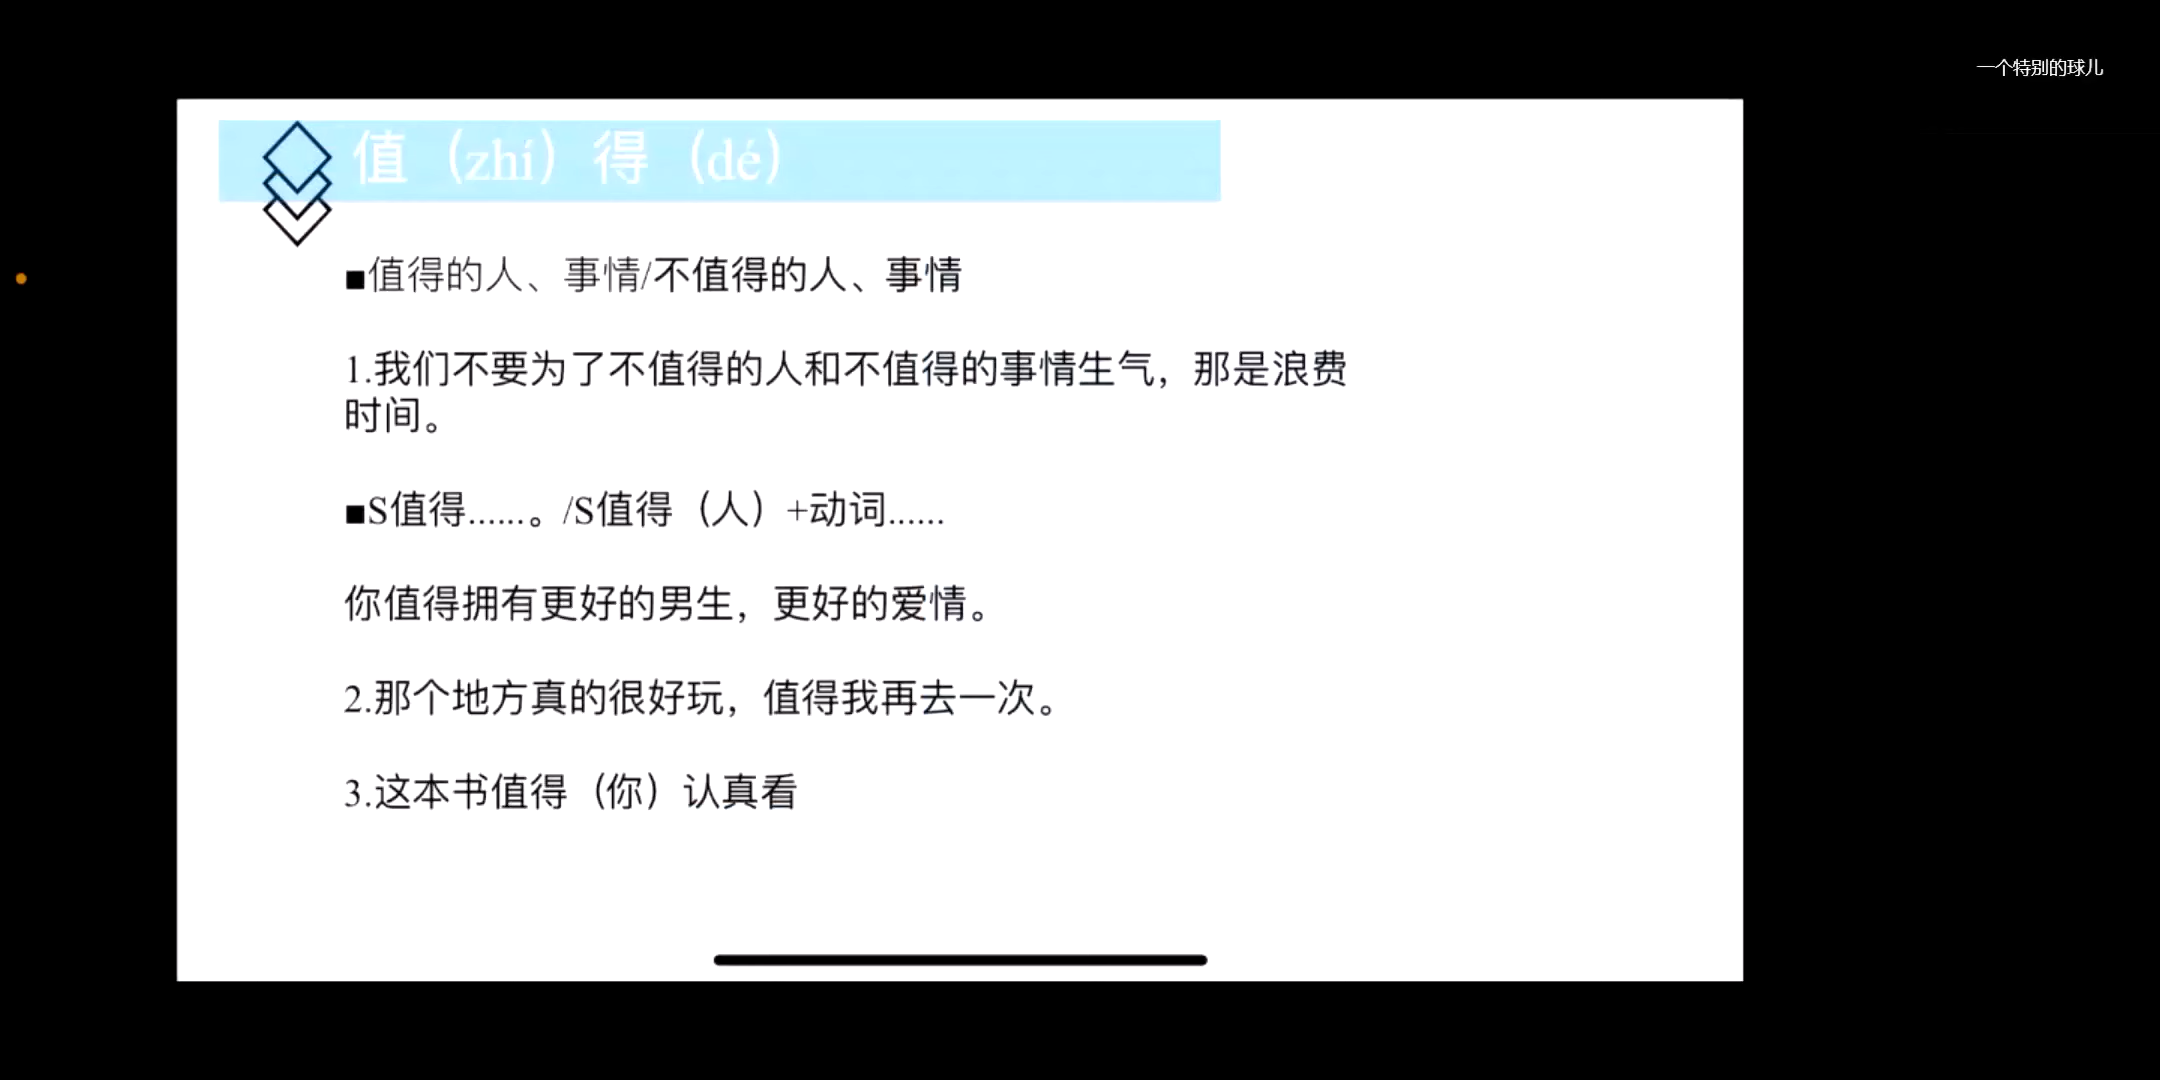 一个特别的球儿
值（zhí）得（dé）
■值得的人、事情/不值得的人、事情
1.我们不要为了不值得的人和不值得的事情生气，那是浪费
时间。
■S值得......。/S值得（人）+动词......
你值得拥有更好的男生，更好的爱情。
2.那个地方真的很好玩，值得我再去一次。
3.这本书值得（你）认真看